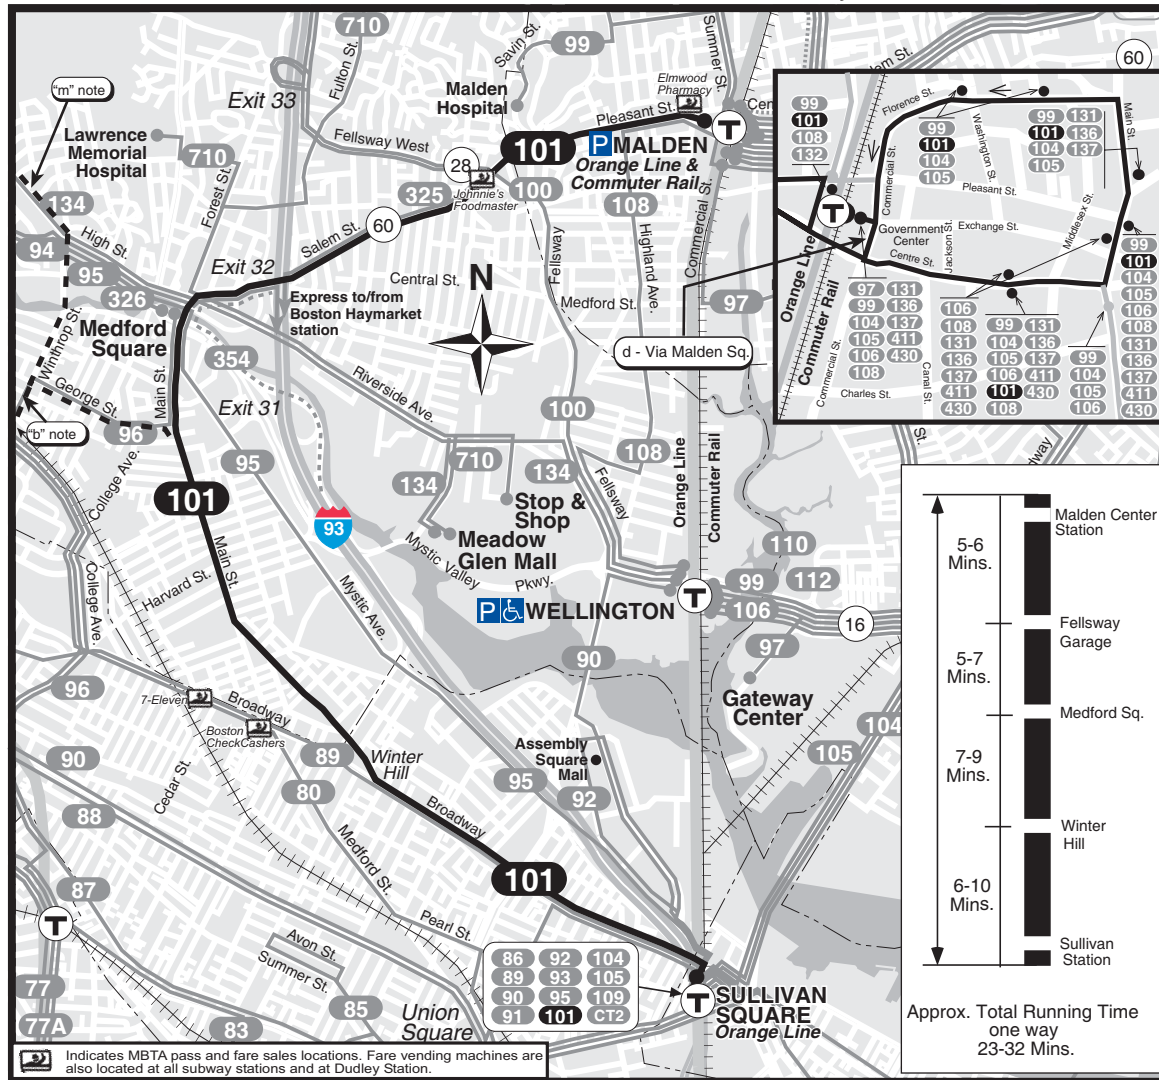 710
Savin St.
99
Summer St.
Salem St.
60
"m" note
Exit 33
Fulton St.
Malden
Hospital
Elmwood
Pharmacy
Pleasant St.
T
Lawrence
Memorial
Hospital
710
Fellsway West
28
101
P MALDEN
Orange Line &
Commuter Rail
Forest St.
325
Johnnie's
Foodmaster
100
108
134
High St.
94
95
326
Salem St.
60
Exit 32
Fellsway
Highland Ave.
Commercial St.
Central St.
N
Medford St.
97
Express to/from
Boston Haymarket
station
Medford
Square
Winthrop St.
354
d - Via Malden Sq.
George St.
Main St.
Exit 31
Riverside Ave.
"b" note
96
95
College Ave.
100
108
710
134
134
Fellsway
Orange Line
Commuter Rail
101
Stop &
Shop
93
Meadow
Glen Mall
Mystic Valley
Pkwy.
110
Main St.
Harvard St.
College Ave.
Mystic Ave.
P WELLINGTON
T
99
112
106
16
97
90
96
7-Eleven
Broadway
Boston
CheckCashers
Gateway
Center
104
105
90
Cedar St.
89
Winter
Hill
Assembly
Square
Mall
95
92
88
80
Broadway
Medford St.
101
87
T
Pearl St.
Avon St.
Summer St.
77
85
77A
83
Union
Square
86 92 104
89 93 105
90 95 109
91 101 CT2
T
SULLIVAN
SQUARE
Orange Line
Indicates MBTA pass and fare sales locations. Fare vending machines are
also located at all subway stations and at Dudley Station.
99
101
108
132
Florence St.
99
101
104
105
Washington St.
99 131
101 136
104 137
105
Main St.
Commercial St.
Pleasant St.
T
Government
Center
Exchange St.
Jackson St.
Middlesex St.
Centre St.
Orange Line
Commuter Rail
97 131
99 136
104 137
105 411
106 430
108
Commercial St.
Charles St.
Canal St.
106
108
131
136
137
411
430
99 131
104 136
105 137
106 411
101 430
108
99
104
105
106
99
101
104
105
106
108
131
136
137
411
430
Malden Center
Station
5-6
Mins.
Fellsway
Garage
5-7
Mins.
Medford Sq.
7-9
Mins.
Winter
Hill
6-10
Mins.
Sullivan
Station
Approx. Total Running Time
one way
23-32 Mins.